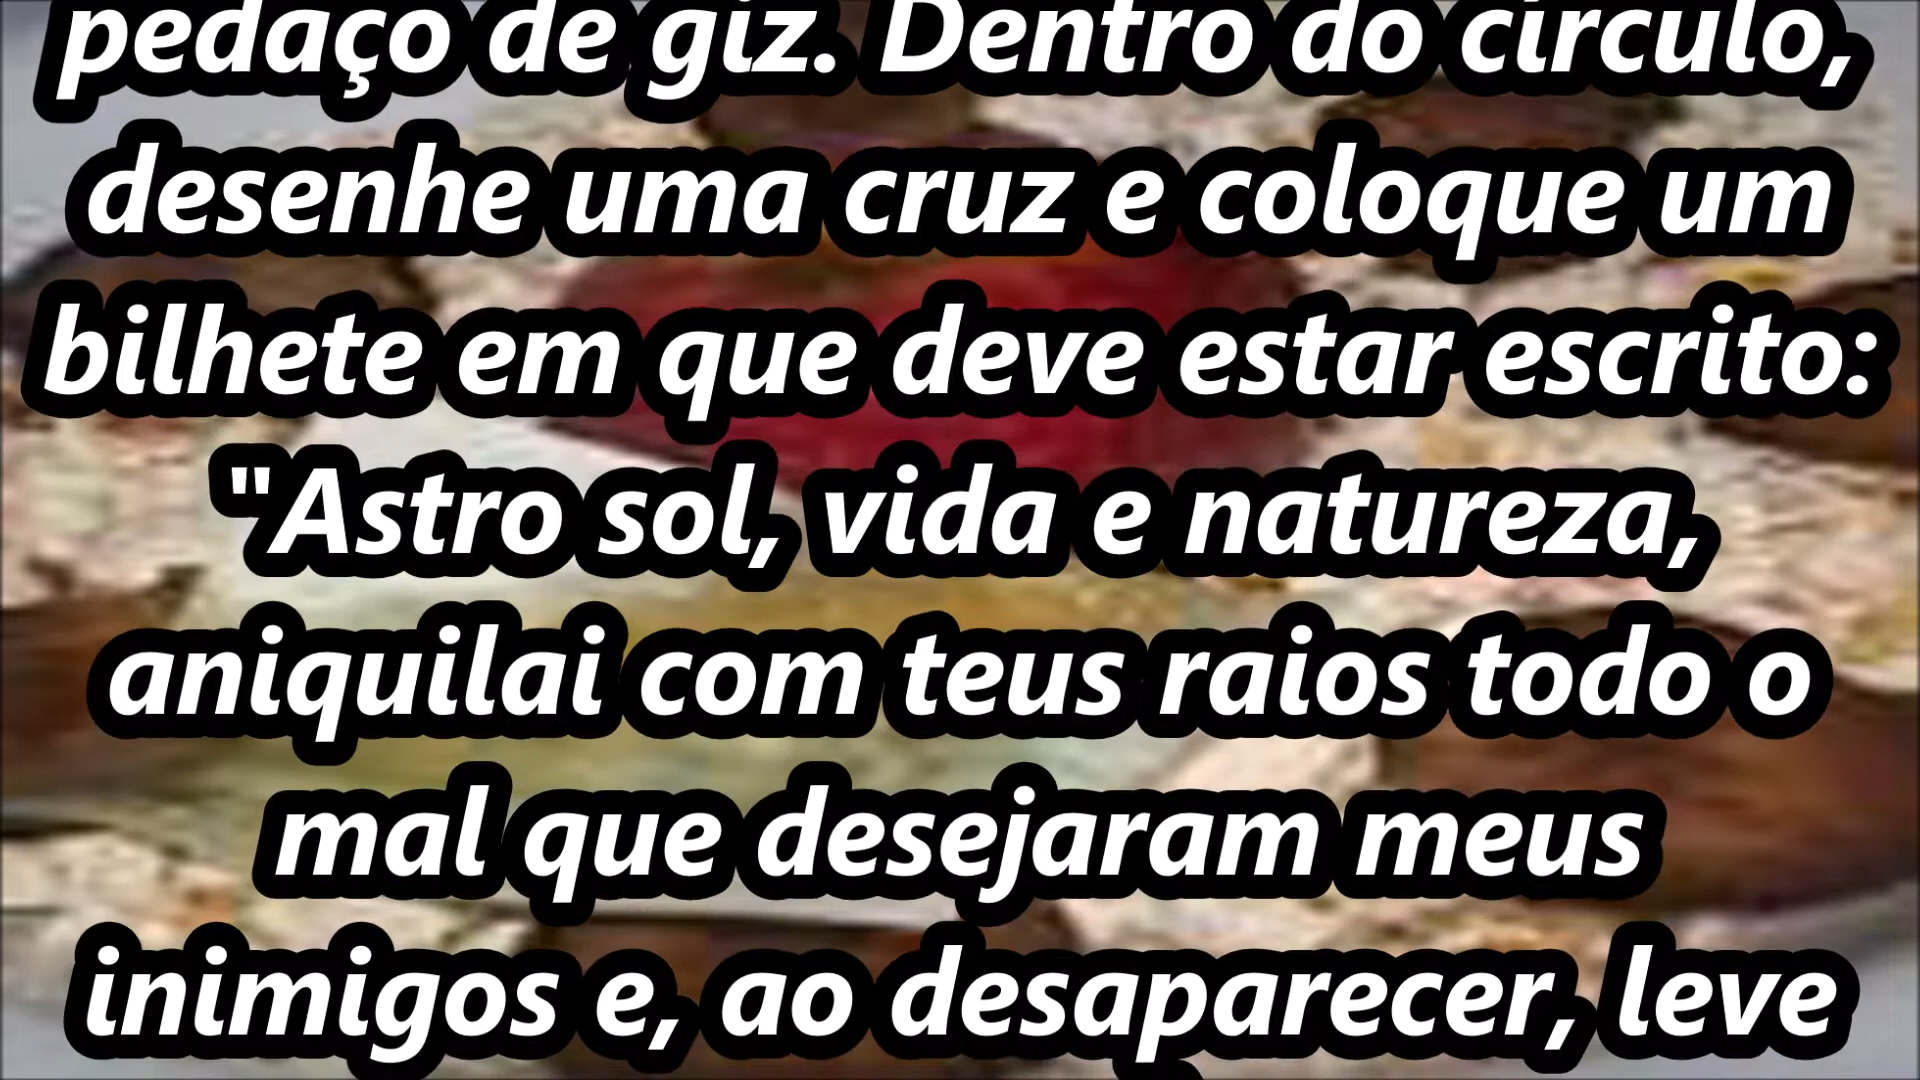 pedaço de giz. Dentro do círculo,
desenhe uma cruz e coloque um
bilhete em que deve estar escrito:
"Astro sol, vida e natureza,
aniquilai com teus raios todo o
mal que desejaram meus
inimigos e, ao desaparecer, leve